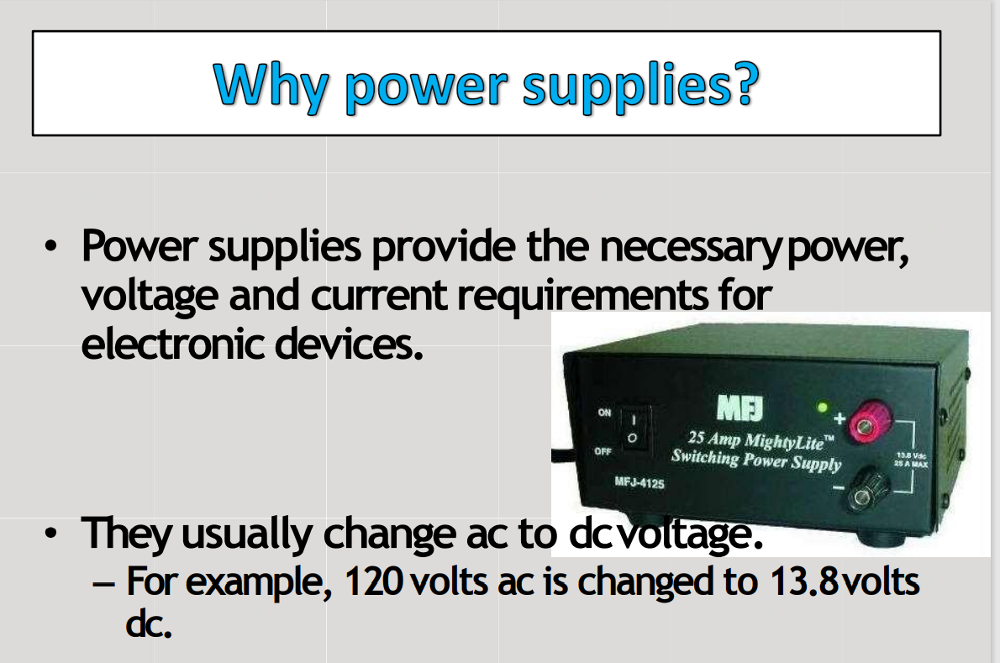 Why power supplies?
• Power supplies provide the necessary power,
voltage and current requirements for
electronic devices.
MFJ
ON
I
O
OFF
+
25 Amp MightyLite™
Switching Power Supply
13.8 Vdc
25 A MAX
MFJ-4125
−
• They usually change ac to dc voltage.
– For example, 120 volts ac is changed to 13.8 volts
dc.